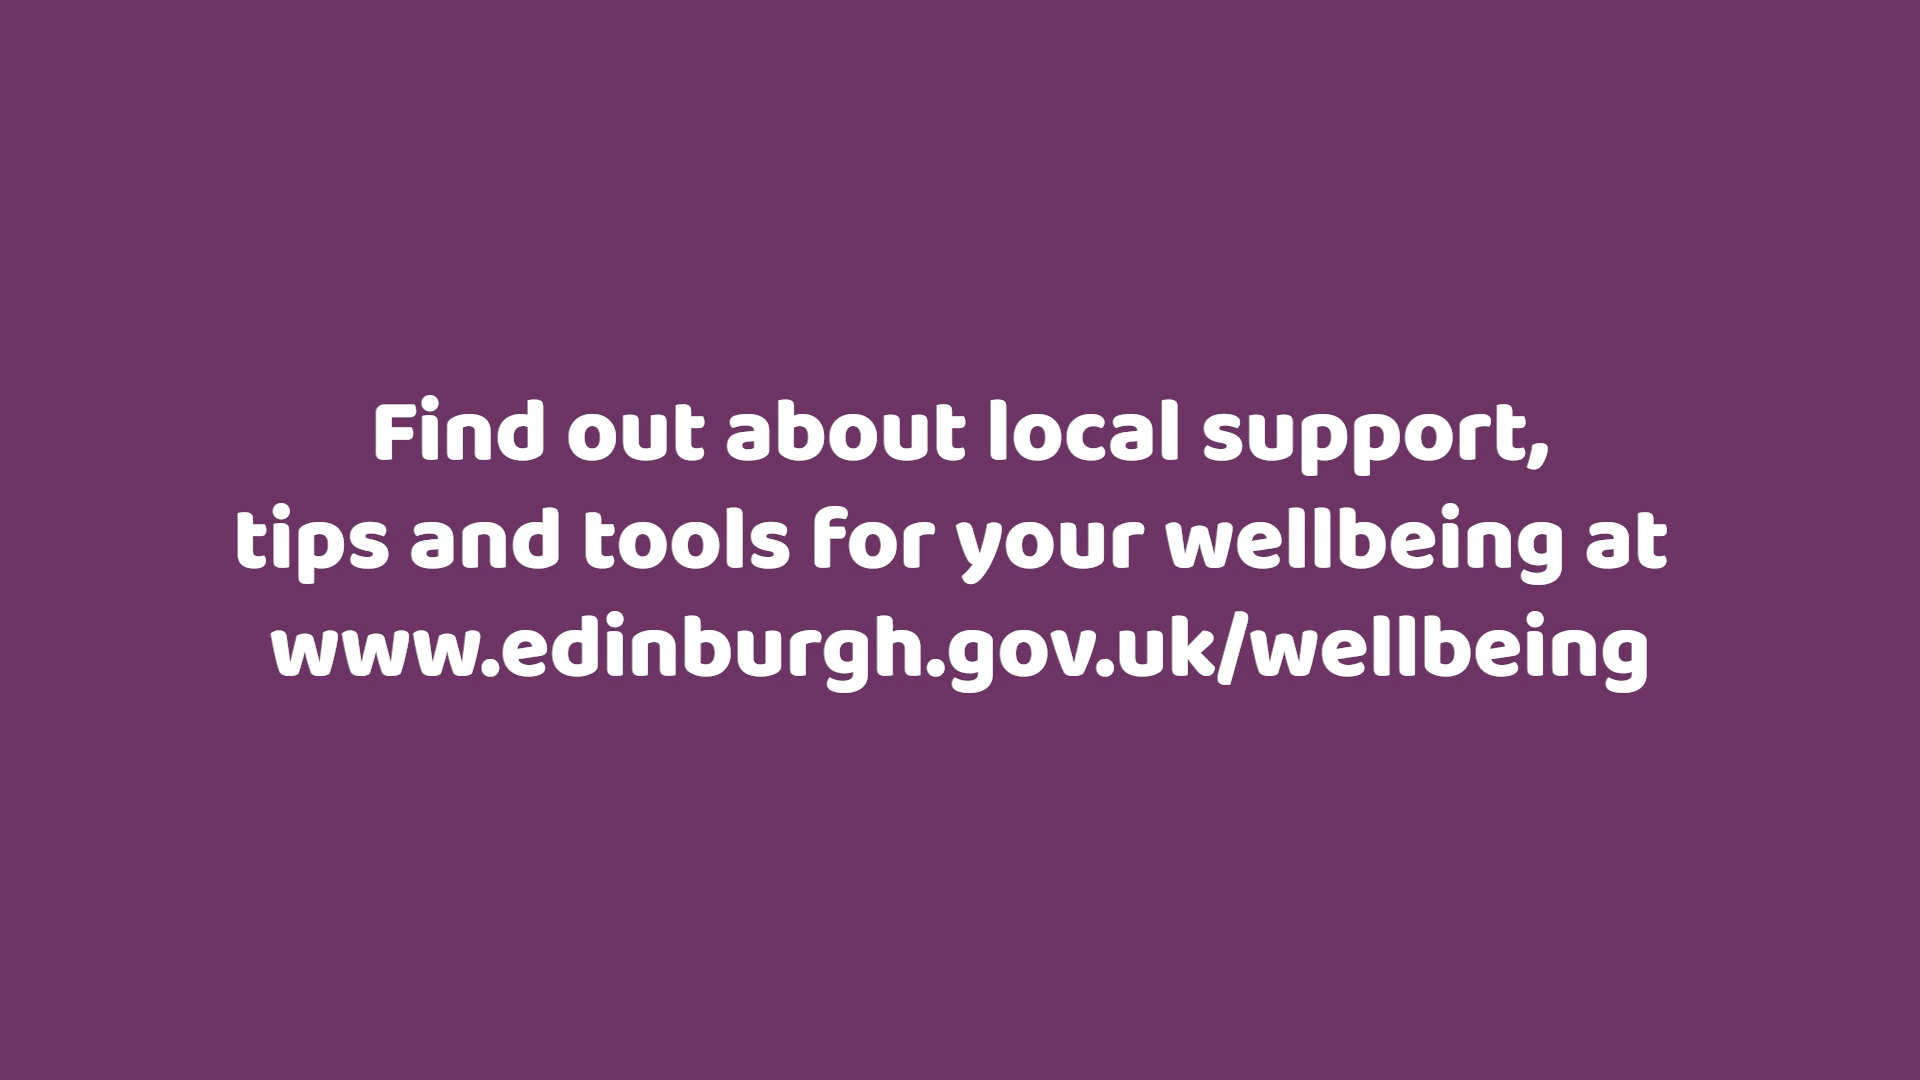 Find out about local support,
tips and tools for your wellbeing at
www.edinburgh.gov.uk/wellbeing